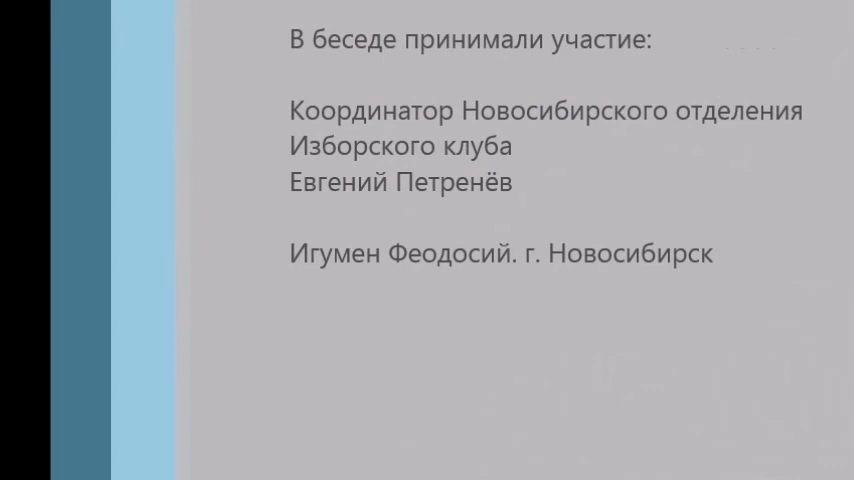 В беседе принимали участие:
Координатор Новосибирского отделения
Изборского клуба
Евгений Петренёв
Игумен Феодосий. г. Новосибирск